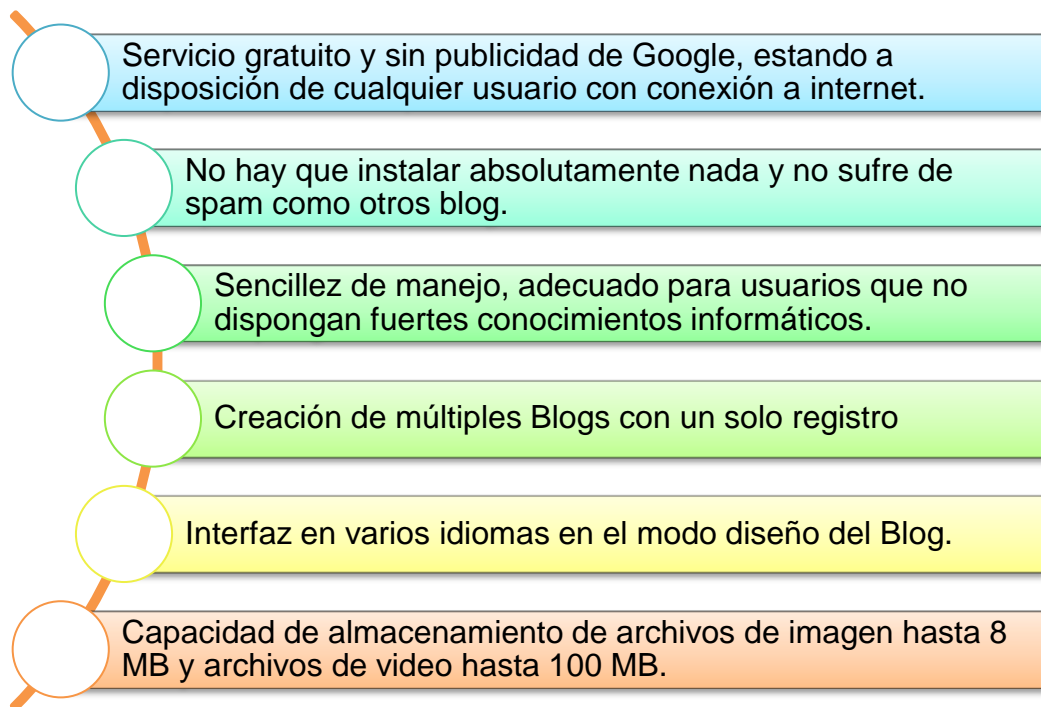 Servicio gratuito y sin publicidad de Google, estando a
disposición de cualquier usuario con conexión a internet.
No hay que instalar absolutamente nada y no sufre de
spam como otros blog.
Sencillez de manejo, adecuado para usuarios que no
dispongan fuertes conocimientos informáticos.
Creación de múltiples Blogs con un solo registro
Interfaz en varios idiomas en el modo diseño del Blog.
Capacidad de almacenamiento de archivos de imagen hasta 8
MB y archivos de video hasta 100 MB.